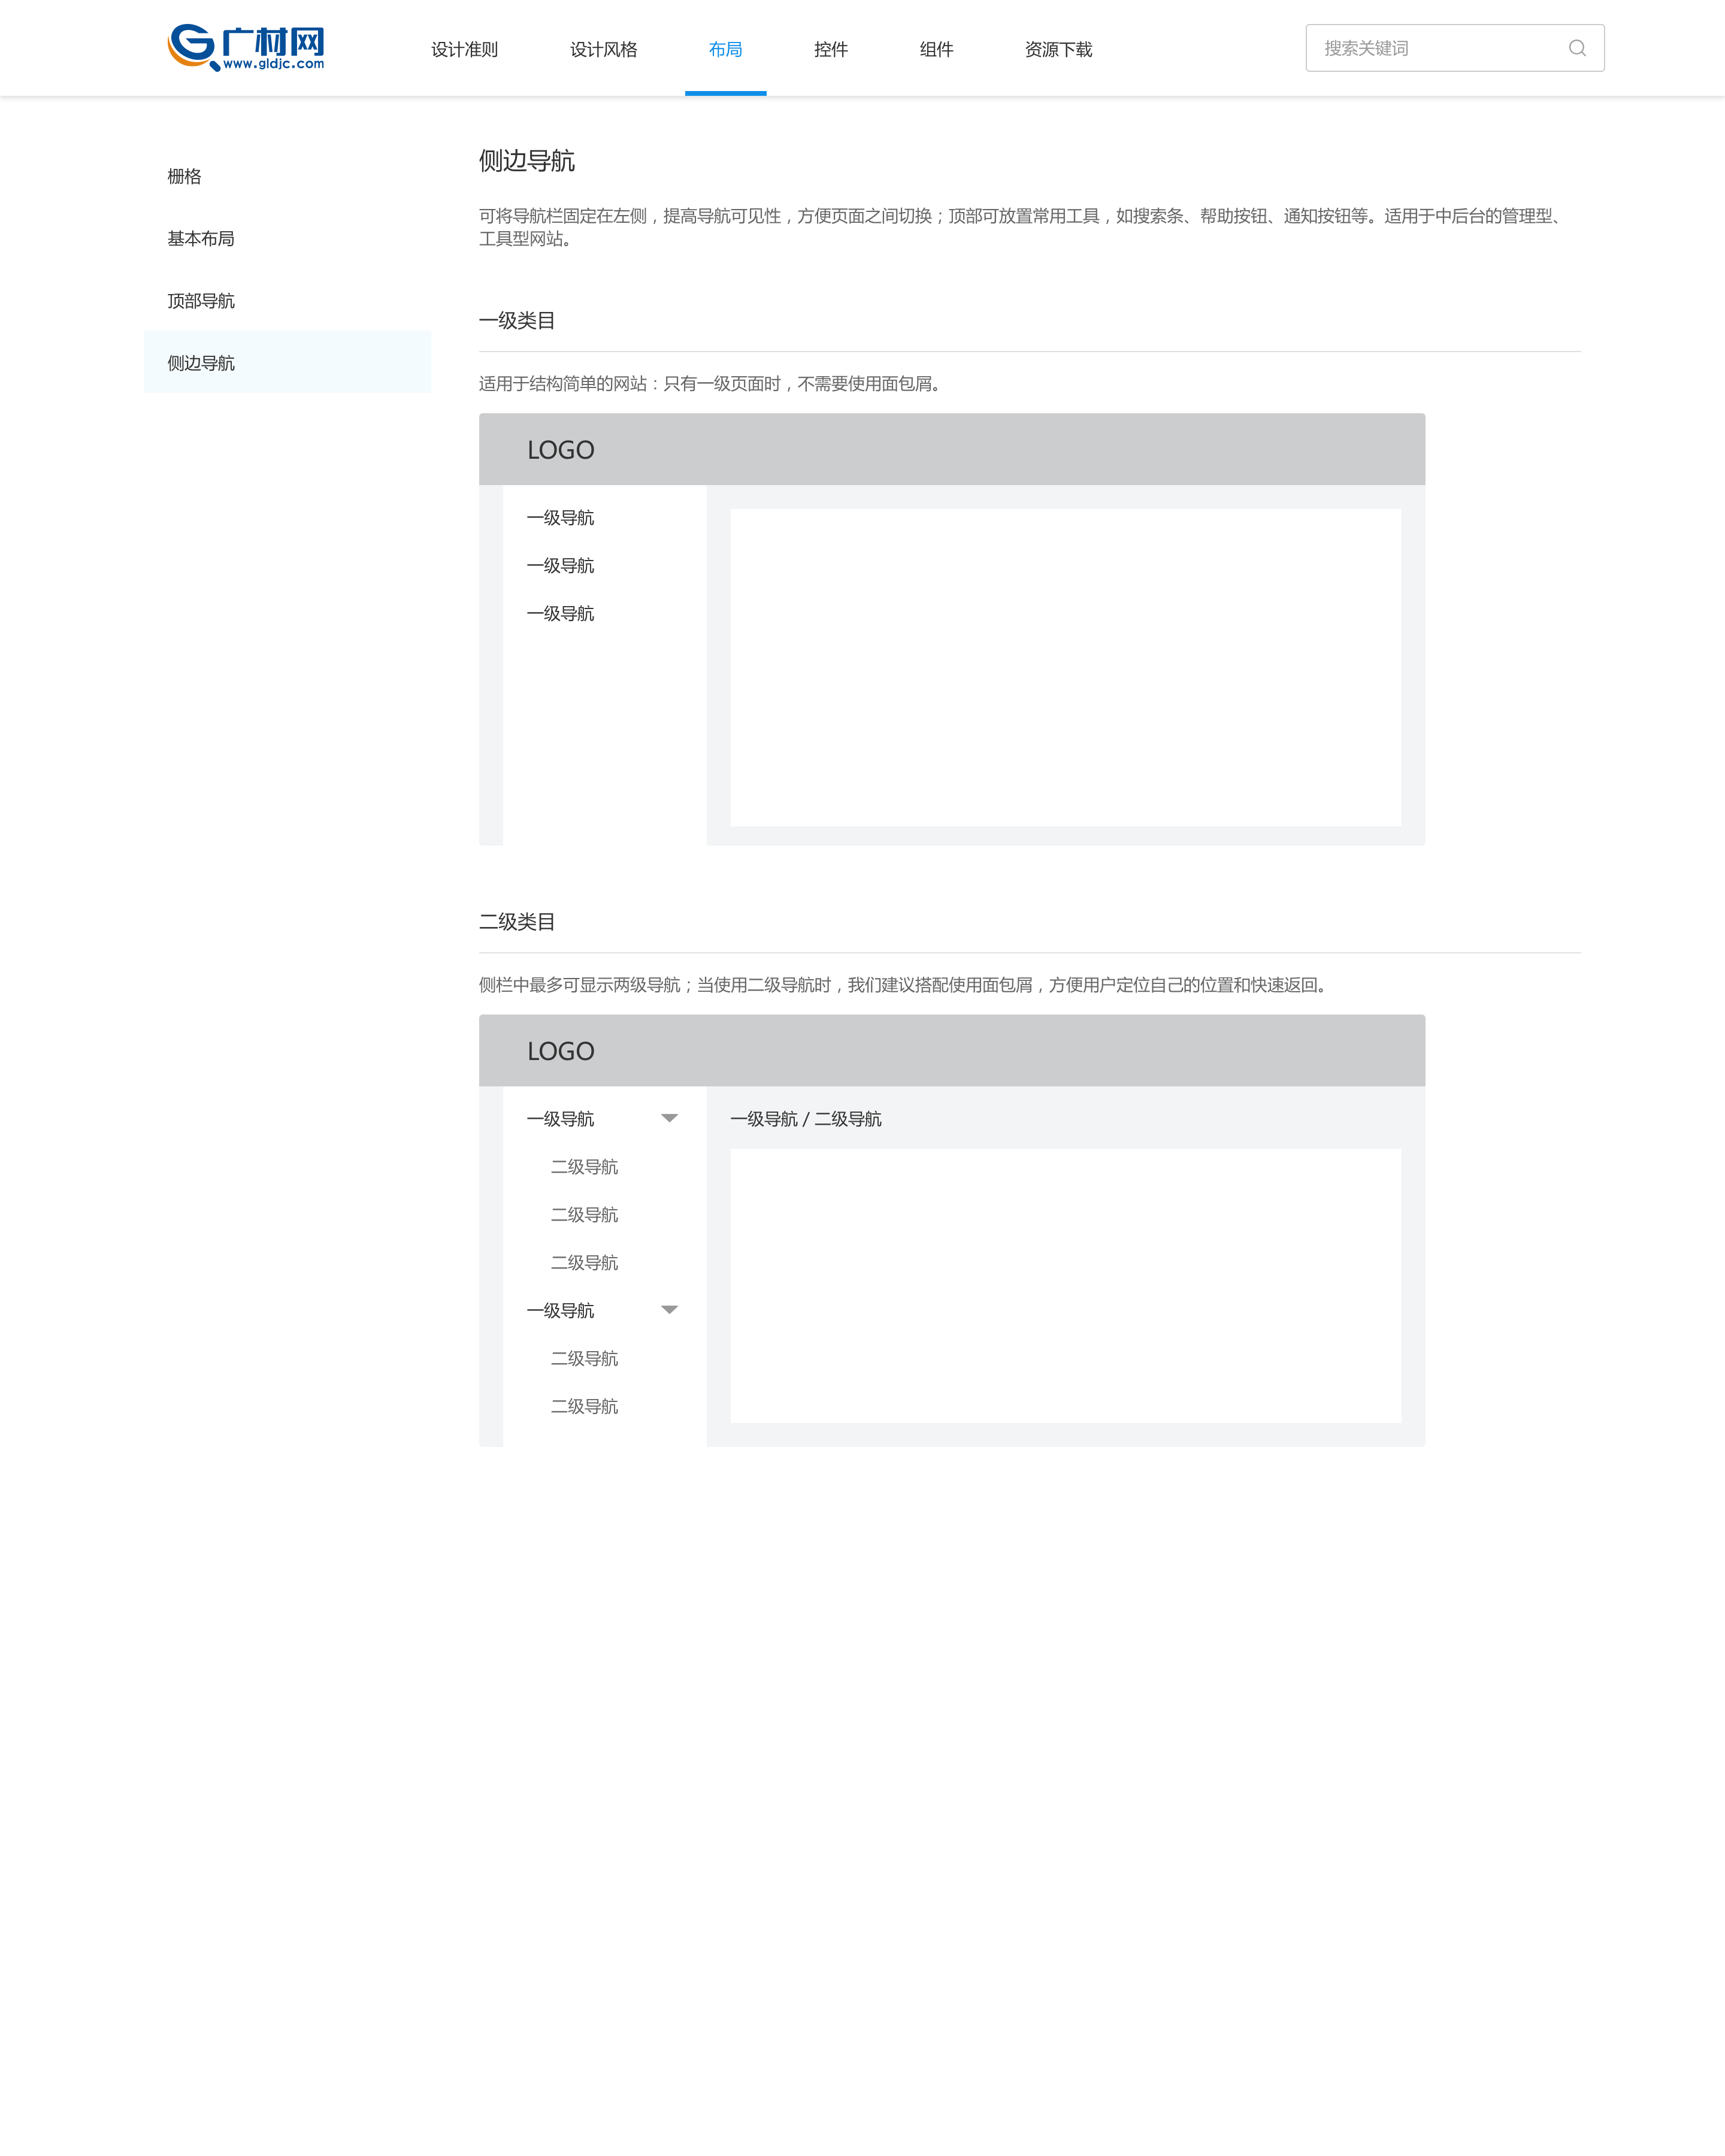 广材网
www.gldjc.com
设计准则 设计风格 布局 控件 组件 资源下载 搜索关键词
栅格
基本布局
顶部导航
侧边导航
侧边导航
可将导航栏固定在左侧，提高导航可见性，方便页面之间切换；顶部可放置常用工具，如搜索条、帮助按钮、通知按钮等。适用于中后台的管理型、
工具型网站。
一级类目
适用于结构简单的网站：只有一级页面时，不需要使用面包屑。
LOGO
一级导航
一级导航
一级导航
二级类目
侧栏中最多可显示两级导航；当使用二级导航时，我们建议搭配使用面包屑，方便用户定位自己的位置和快速返回。
LOGO
一级导航
二级导航
二级导航
二级导航
一级导航
二级导航
二级导航
一级导航 / 二级导航